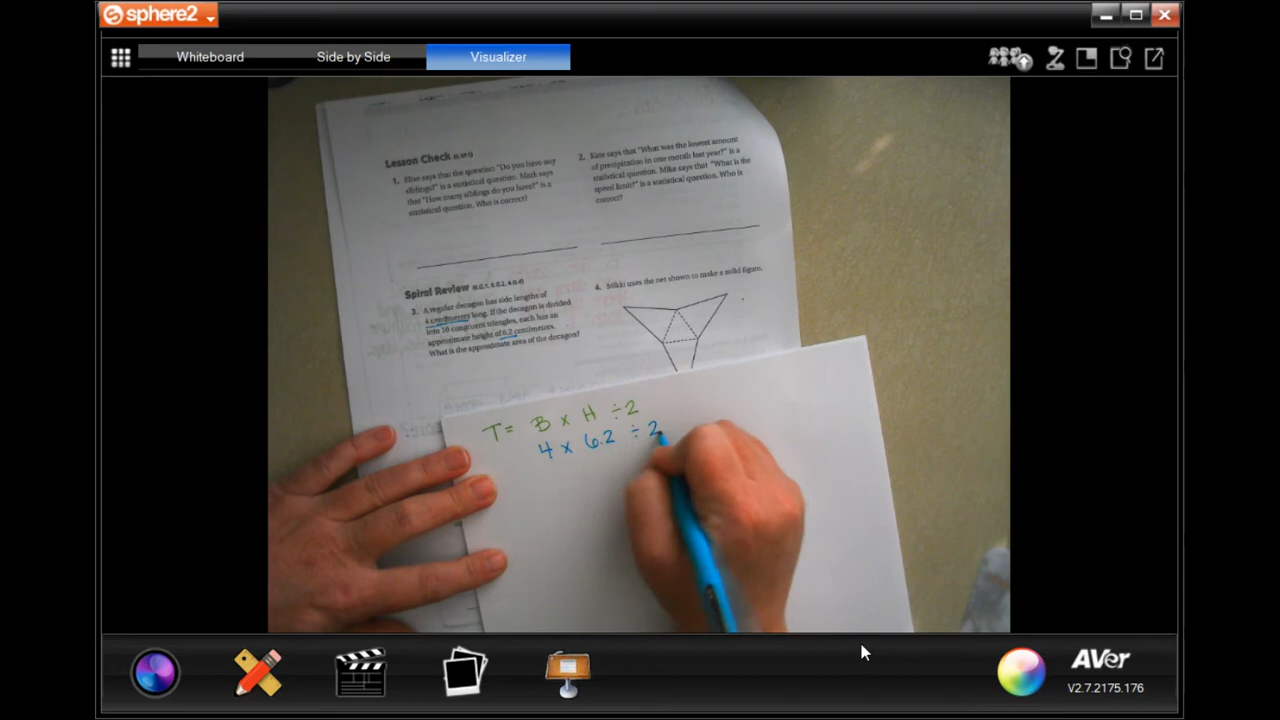 sphere2
Whiteboard
Side by Side
Visualizer
Lesson Check (6.SP.1)
1. Elise says that the question "Do you have any
siblings?" is a statistical question. Mark says
that "How many siblings do you have?" is a
statistical question. Who is correct?
2. Kate says that "What was the lowest amount
of precipitation in one month last year?" is a
statistical question. Mike says that "What is the
speed limit?" is a statistical question. Who is
correct?
Spiral Review
3. A regular decagon has side lengths of
4 centimeters long. If the decagon is divided
into 10 congruent triangles, each has an
approximate height of 6.2 centimeters.
What is the approximate area of the decagon?
4. Mikki uses the net shown to make a solid figure.
T= B x H ÷2
4 x 6.2 ÷ 2
AVer
V2.7.2175.176